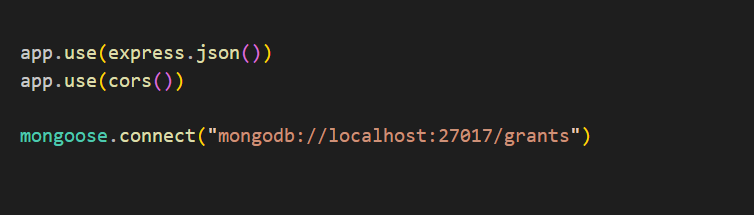 app.use(express.json())
app.use(cors())
mongoose.connect("mongodb://localhost:27017/grants")